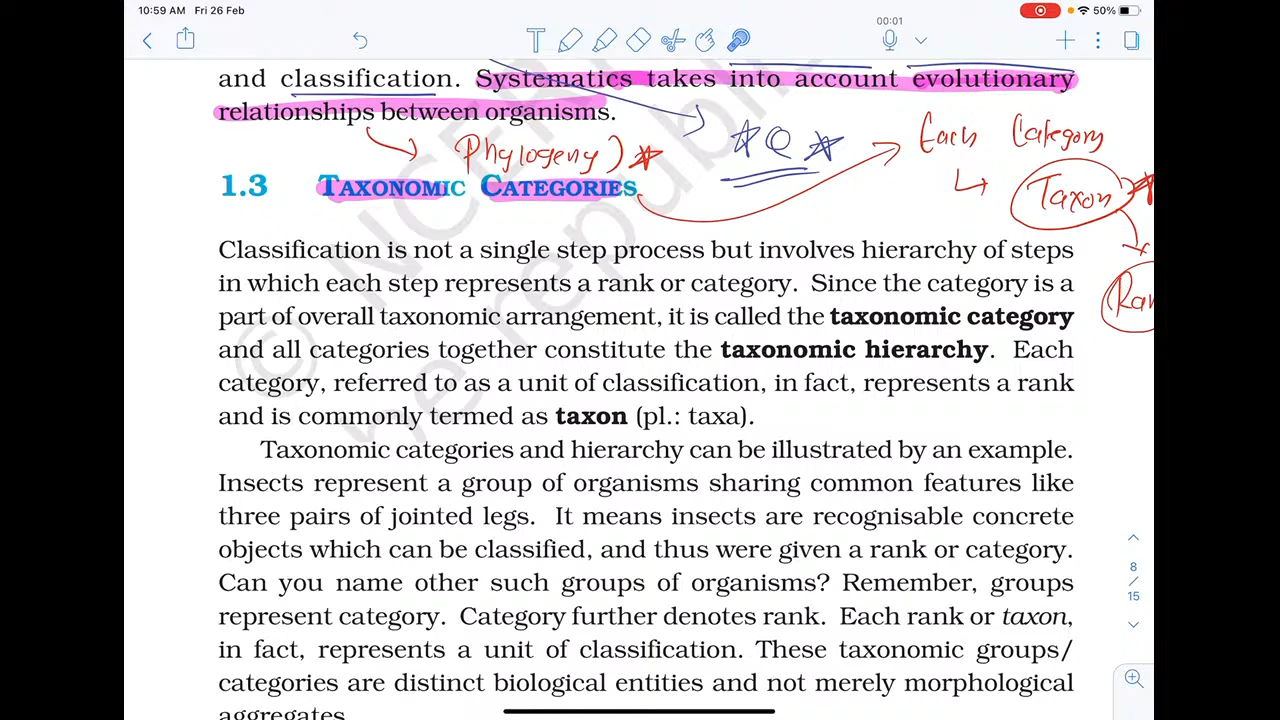 10:59 AM Fri 26 Feb
50%
00:01
and classification. Systematics takes into account evolutionary
relationships between organisms.
Phylogeny)
Q
Each Category
Taxon
1.3 TAXONOMIC CATEGORIES
Classification is not a single step process but involves hierarchy of steps
in which each step represents a rank or category. Since the category is a
part of overall taxonomic arrangement, it is called the taxonomic category
and all categories together constitute the taxonomic hierarchy. Each
category, referred to as a unit of classification, in fact, represents a rank
and is commonly termed as taxon (pl.: taxa).
Taxonomic categories and hierarchy can be illustrated by an example.
Insects represent a group of organisms sharing common features like
three pairs of jointed legs. It means insects are recognisable concrete
objects which can be classified, and thus were given a rank or category.
Can you name other such groups of organisms? Remember, groups
represent category. Category further denotes rank. Each rank or taxon,
in fact, represents a unit of classification. These taxonomic groups/
categories are distinct biological entities and not merely morphological
aggregates.
8
/
15
© NCERT
be republi